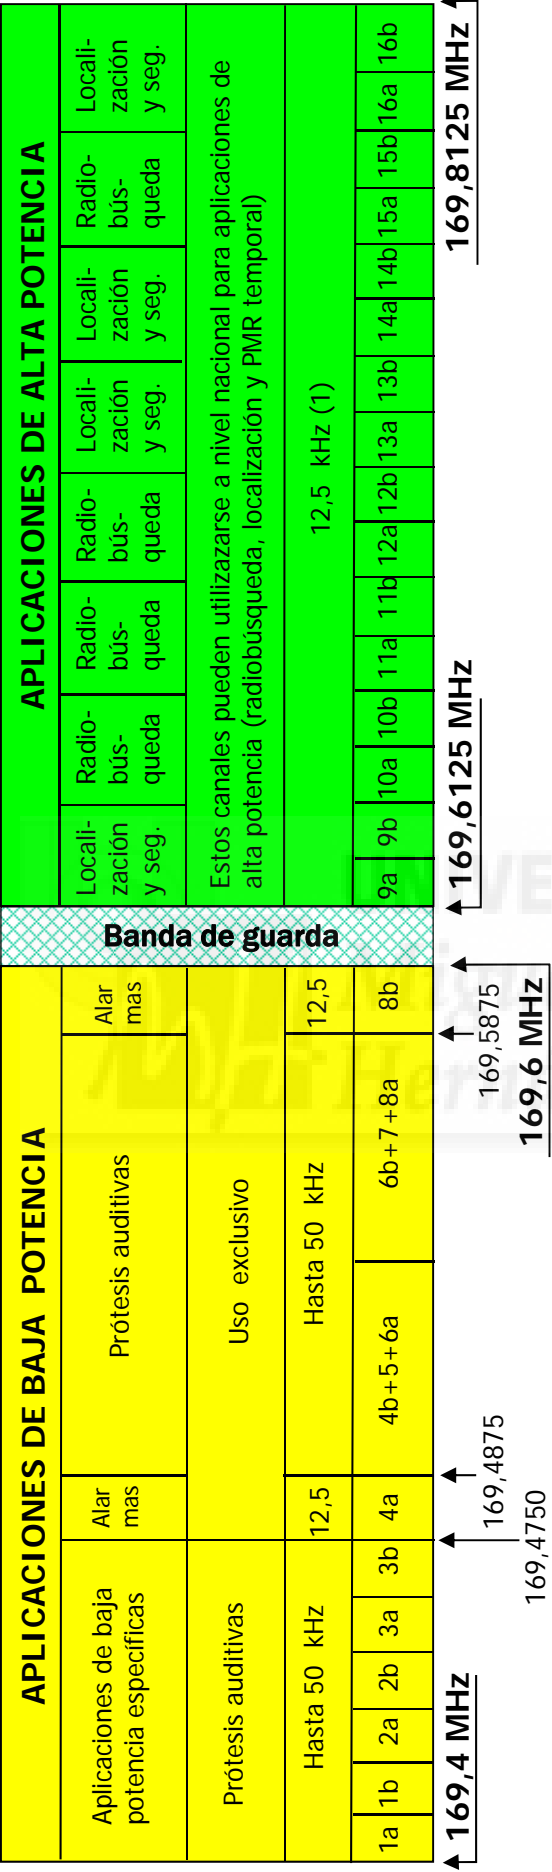 APLICACIONES DE BAJA POTENCIA
APLICACIONES DE ALTA POTENCIA
Aplicaciones de baja
potencia específicas
Alar
mas
Prótesis auditivas
Alar
mas
Banda de guarda
Locali-
zación
y seg.
Radio-
bús-
queda
Radio-
bús-
queda
Radio-
bús-
queda
Locali-
zación
y seg.
Locali-
zación
y seg.
Radio-
bús-
queda
Locali-
zación
y seg.
Prótesis auditivas
Uso exclusivo
Estos canales pueden utilizazarse a nivel nacional para aplicaciones de
alta potencia (radiobúsqueda, localización y PMR temporal)
Hasta 50 kHz
12,5
Hasta 50 kHz
12,5
12,5 kHz (1)
1a 1b 2a 2b 3a 3b 4a 4b+5+6a 6b+7+8a 8b
9a 9b 10a 10b 11a 11b 12a 12b 13a 13b 14a 14b 15a 15b 16a 16b
169,4 MHz
169,4750
169,4875
169,5875
169,6 MHz
169,6125 MHz
169,8125 MHz
UNIVE
Migu
Hern